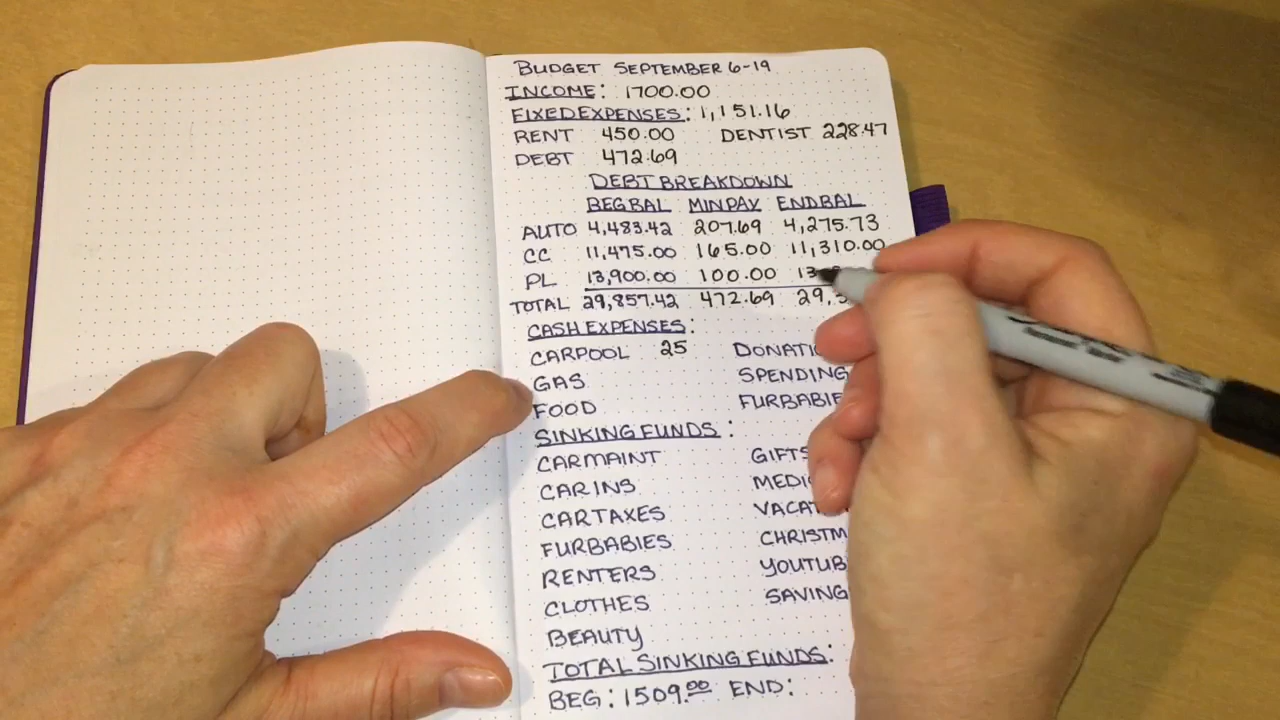 BUDGET SEPTEMBER 6-19
INCOME: 1700.00
FIXED EXPENSES: 1,151.16
RENT 450.00 DENTIST 228.47
DEBT 472.69
DEBT BREAKDOWN
BEG BAL MIN PAY END BAL
AUTO 4,483.42 207.69 4,275.73
CC 11,475.00 165.00 11,310.00
PL 13,900.00 100.00
TOTAL 29,857.42 472.69
CASH EXPENSES:
CARPOOL 25
GAS SPENDING
FOOD
SINKING FUNDS:
CAR MAINT GIFTS
CAR INS
CAR TAXES
FURBABIES
RENTERS
CLOTHES SAVING
BEAUTY
TOTAL SINKING FUNDS:
BEG: 1509.00 END: